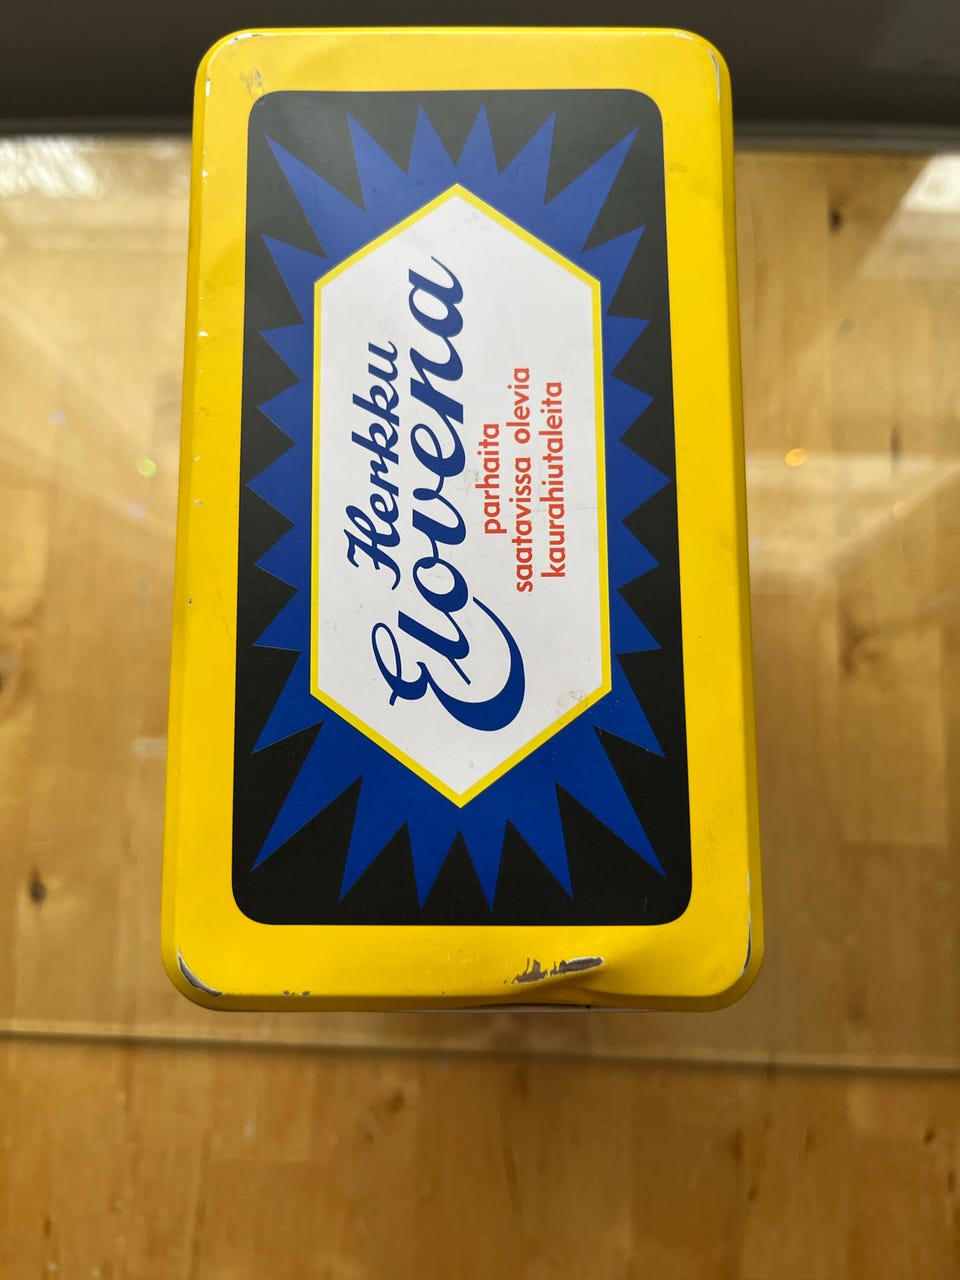 Herkku
Elovena
parhaita
saatavissa olevia
kaurahiutaleita